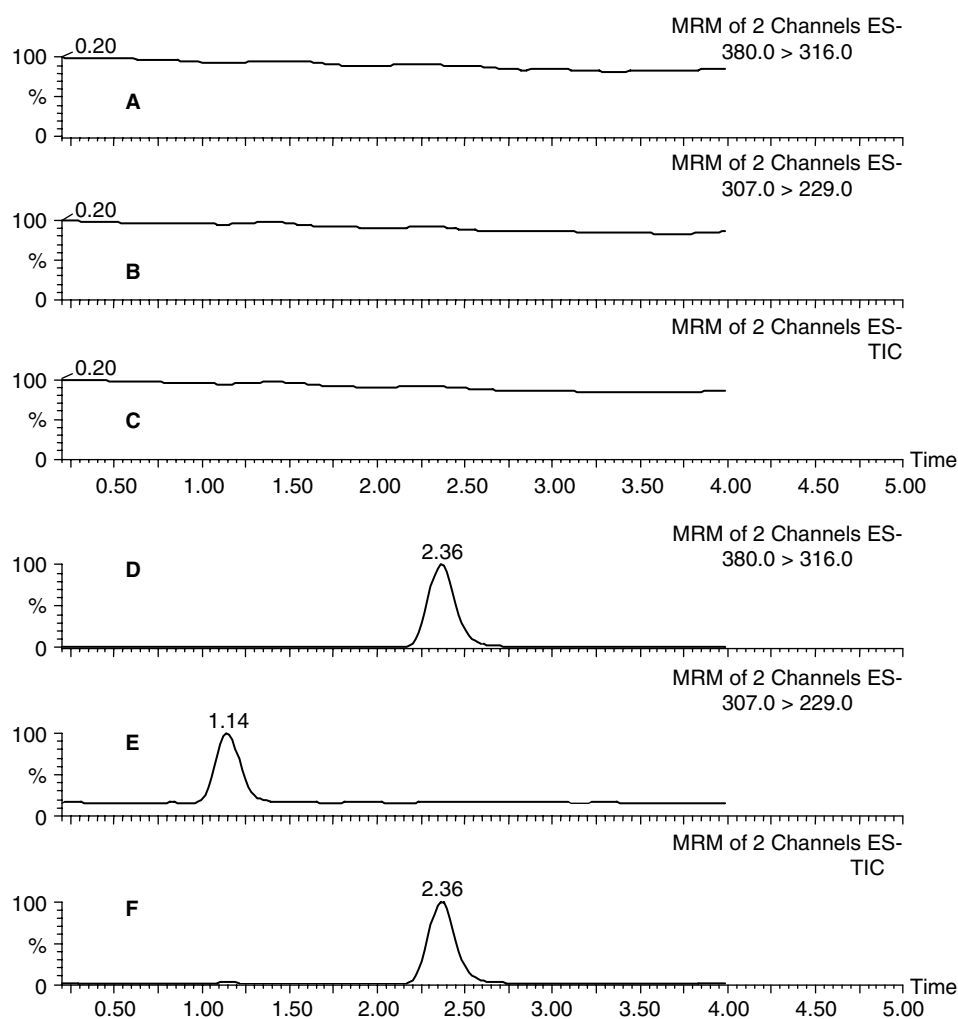 MRM of 2 Channels ES-
380.0 > 316.0
0.20
100
%
A
0
MRM of 2 Channels ES-
307.0 > 229.0
0.20
100
%
B
0
MRM of 2 Channels ES-
TIC
0.20
100
%
C
0
Time
0.50 1.00 1.50 2.00 2.50 3.00 3.50 4.00 4.50 5.00
MRM of 2 Channels ES-
380.0 > 316.0
2.36
100
D
%
0
MRM of 2 Channels ES-
307.0 > 229.0
1.14
100
E
%
0
MRM of 2 Channels ES-
TIC
2.36
100
F
%
0
Time
0.50 1.00 1.50 2.00 2.50 3.00 3.50 4.00 4.50 5.00